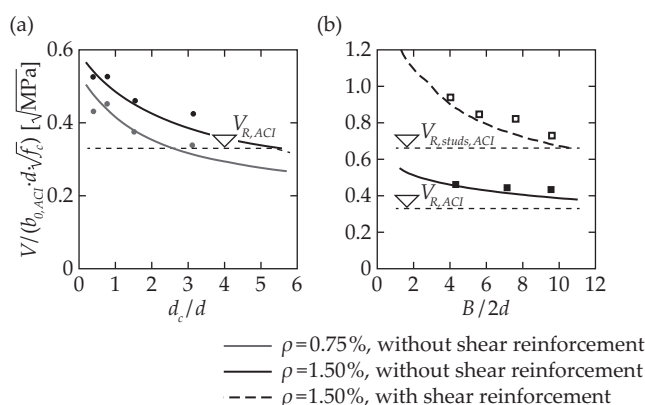 (a)
(b)
V/(b0,ACI·d·√fc) [√MPa]
0.6
0.4
0.2
0
0 1 2 3 4 5 6
dc/d
VR,ACI
1.2
1.0
0.8
0.6
0.4
0.2
0
0 2 4 6 8 10 12
B/2d
VR,studs,ACI
VR,ACI
ρ=0.75%, without shear reinforcement
ρ=1.50%, without shear reinforcement
ρ=1.50%, with shear reinforcement